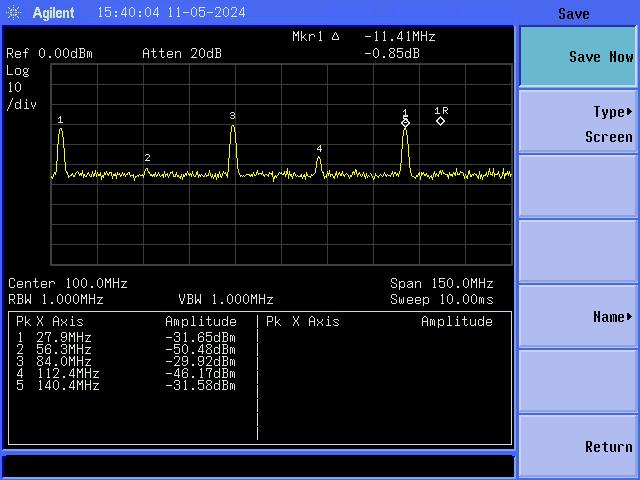 Agilent 15:40:04 11-05-2024 Save
Mkr1 Δ -11.41MHz
Ref 0.00dBm Atten 20dB -0.85dB
Save Now
Log
10
/div
Type
Screen
1 2 3 4 1 1R
Center 100.0MHz Span 150.0MHz
RBW 1.000MHz VBW 1.000MHz Sweep 10.00ms
Pk X Axis Amplitude Pk X Axis Amplitude
1 27.9MHz -31.65dBm
2 56.3MHz -50.48dBm
3 84.0MHz -29.92dBm
4 112.4MHz -46.17dBm
5 140.4MHz -31.58dBm
Name
Return